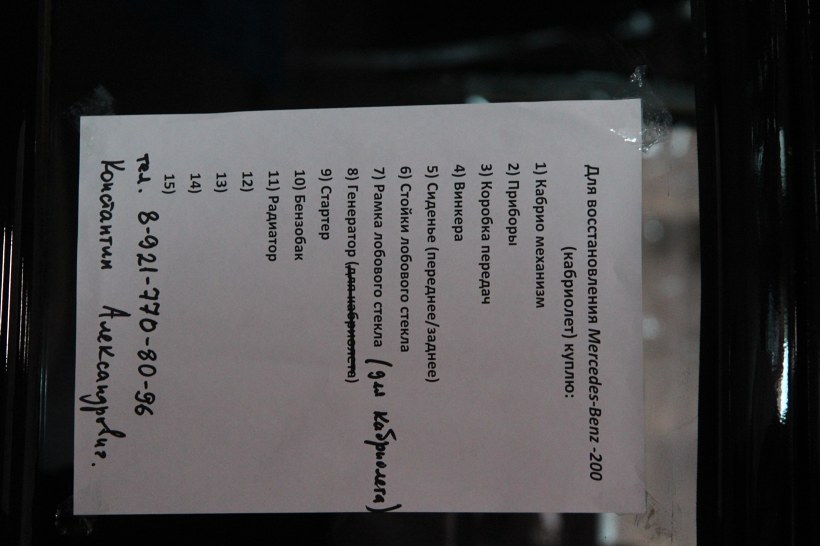 Для восстановления Mercedes-Benz -200
(кабриолет) куплю:
1) Кабрио механизм
2) Приборы
3) Коробка передач
4) Винкера
5) Сиденье (переднее/заднее)
6) Стойки лобового стекла
7) Рамка лобового стекла (для кабриолета)
8) Генератор (для кабриолета)
9) Стартер
10) Бензобак
11) Радиатор
12)
13)
14)
15)
тел. 8-921-770-80-96
Константин Александрович.